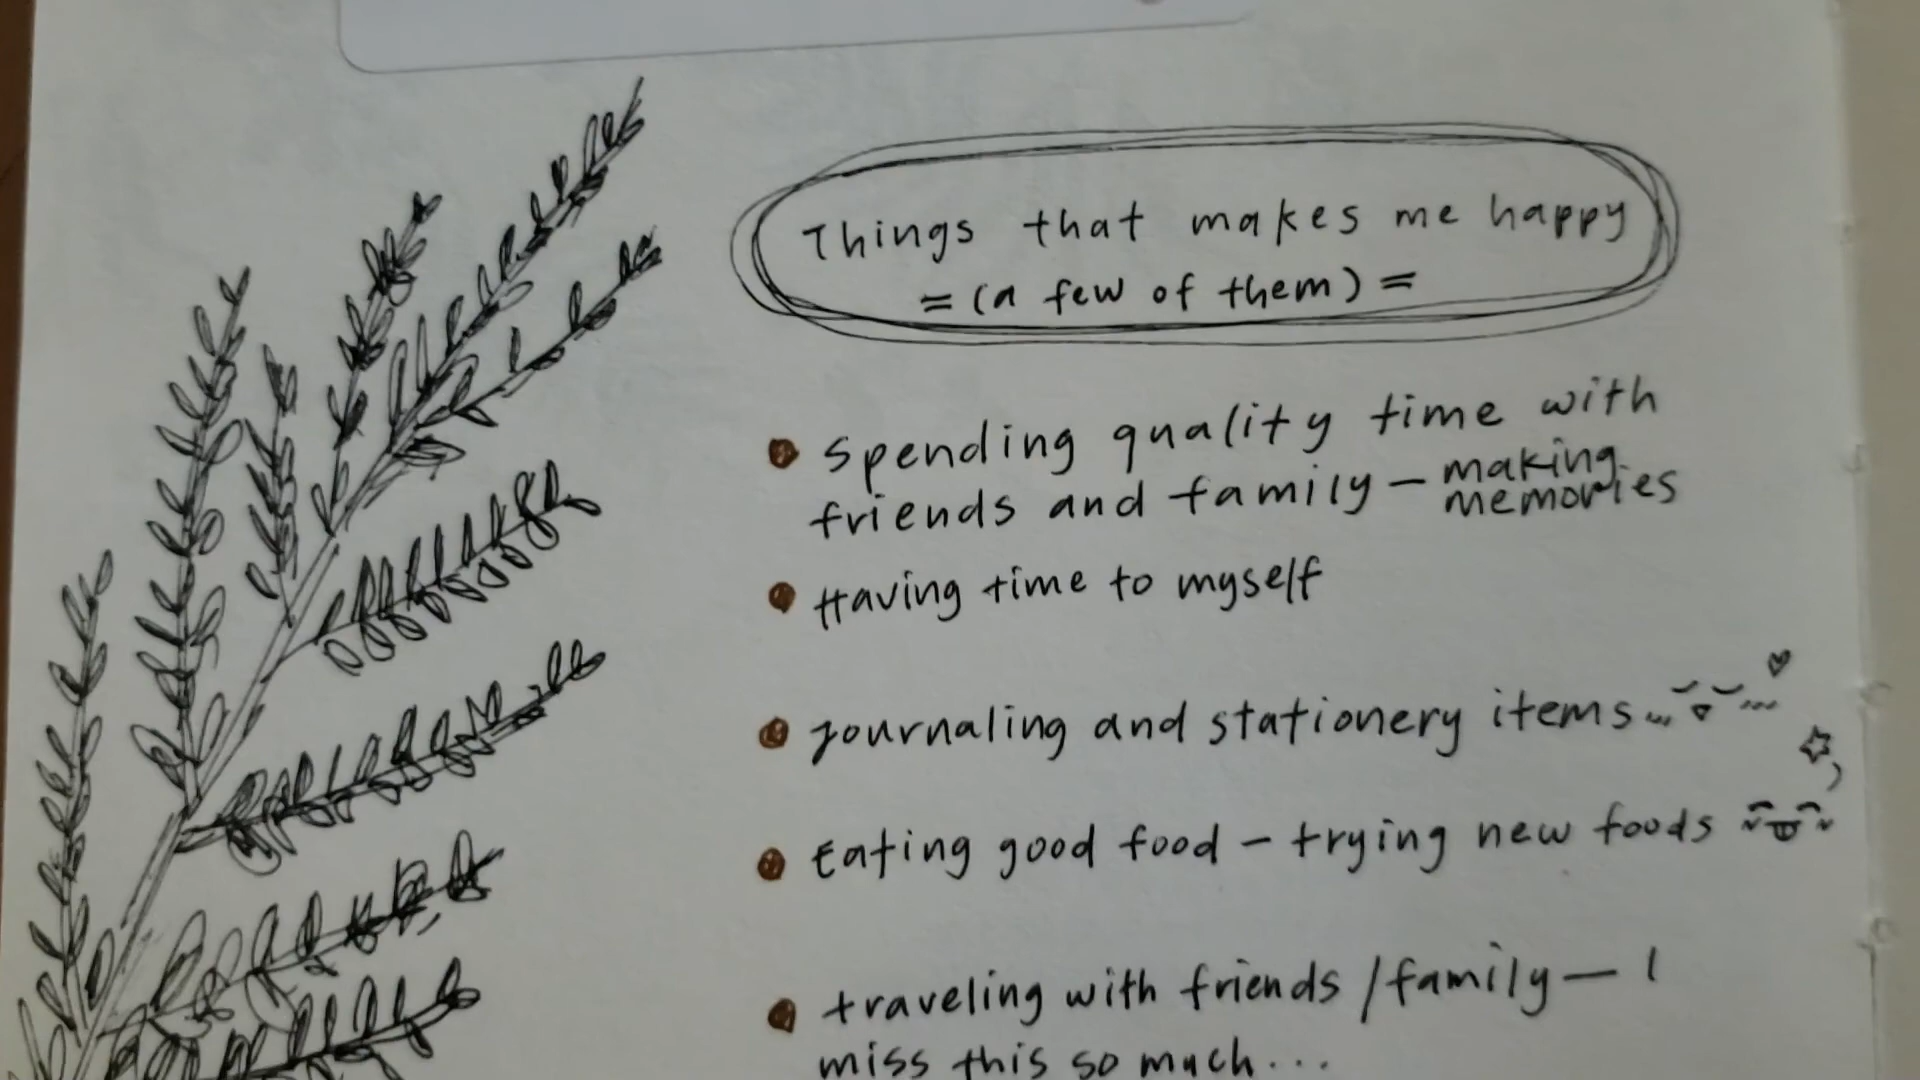 Things that makes me happy
= (a few of them) =
spending quality time with
friends and family - making
memories
Having time to myself
Journaling and stationery items
Eating good food - trying new foods
traveling with friends / family - I
miss this so much...